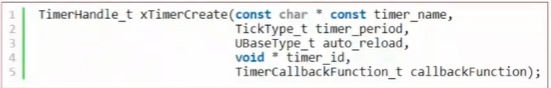 1 TimerHandle_t xTimerCreate(const char * const timer_name,
2 TickType_t timer_period,
3 UBaseType_t auto_reload,
4 void * timer_id,
5 TimerCallbackFunction_t callbackFunction);